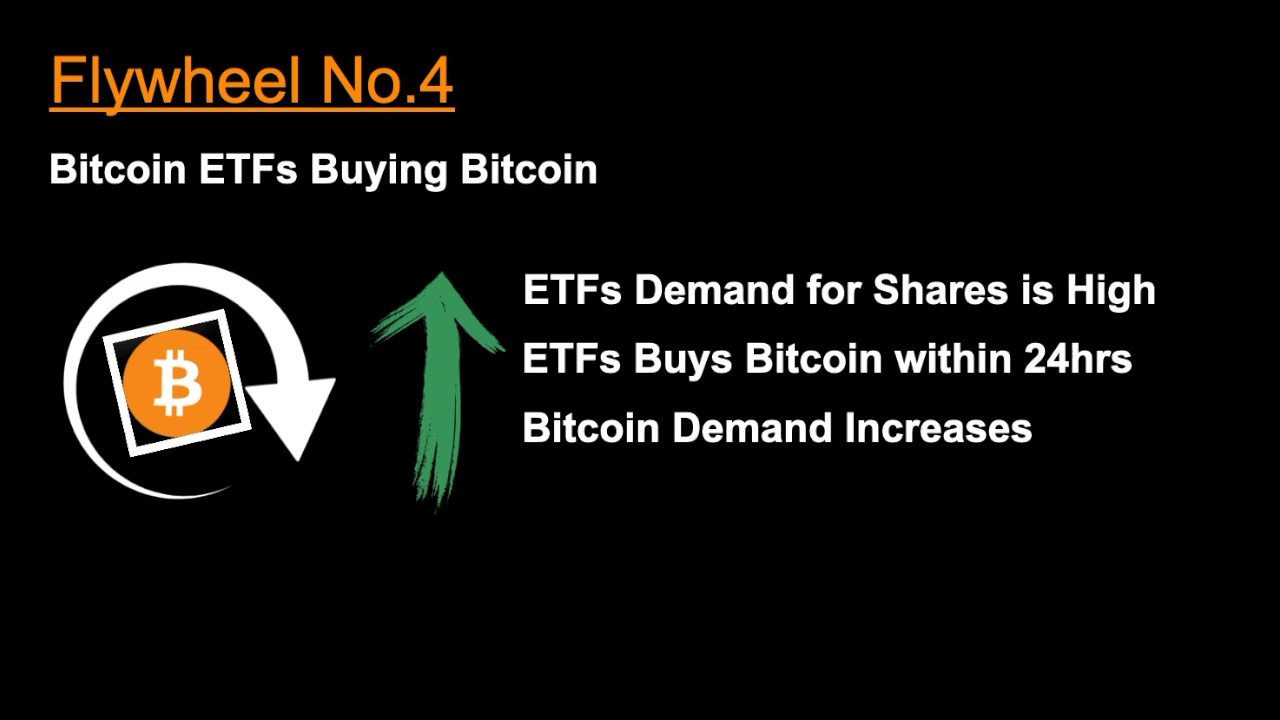 Flywheel No.4
Bitcoin ETFs Buying Bitcoin
ETFs Demand for Shares is High
ETFs Buys Bitcoin within 24hrs
Bitcoin Demand Increases